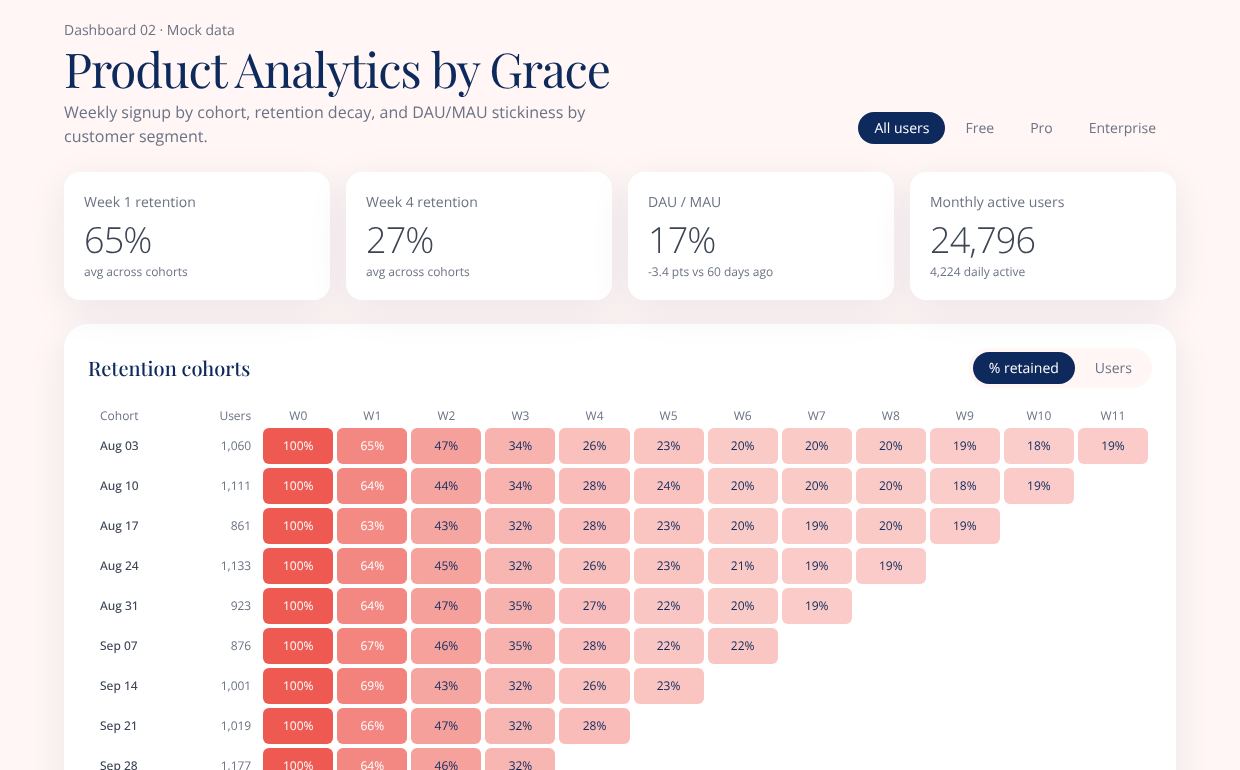 Dashboard 02 · Mock data
Product Analytics by Grace
Weekly signup by cohort, retention decay, and DAU/MAU stickiness by
customer segment.
All users Free Pro Enterprise
Week 1 retention
65%
avg across cohorts
Week 4 retention
27%
avg across cohorts
DAU / MAU
17%
-3.4 pts vs 60 days ago
Monthly active users
24,796
4,224 daily active
Retention cohorts
% retained Users
Cohort Users W0 W1 W2 W3 W4 W5 W6 W7 W8 W9 W10 W11
Aug 03 1,060 100% 65% 47% 34% 26% 23% 20% 20% 20% 19% 18% 19%
Aug 10 1,111 100% 64% 44% 34% 28% 24% 20% 20% 20% 18% 19%
Aug 17 861 100% 63% 43% 32% 28% 23% 20% 19% 20% 19%
Aug 24 1,133 100% 64% 45% 32% 26% 23% 21% 19% 19%
Aug 31 923 100% 64% 47% 35% 27% 22% 20% 19%
Sep 07 876 100% 67% 46% 35% 28% 22% 22%
Sep 14 1,001 100% 69% 43% 32% 26% 23%
Sep 21 1,019 100% 66% 47% 32% 28%
Sep 28 1,177 100% 64% 46% 32%